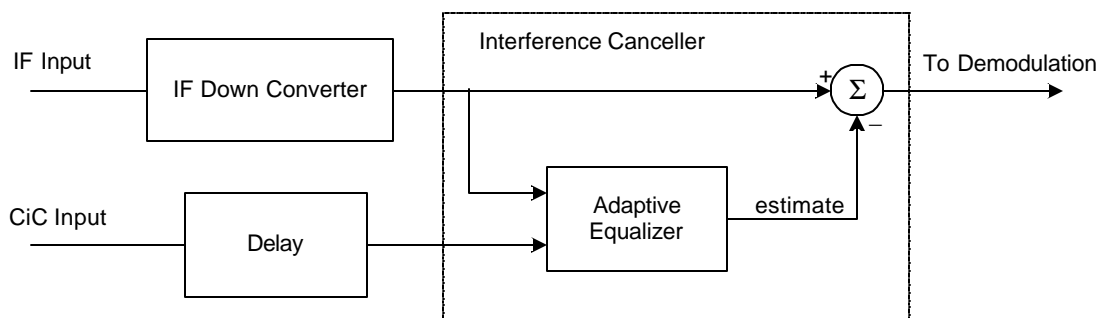 Interference Canceller
IF Input
IF Down Converter
+
Σ
−
To Demodulation
CiC Input
Delay
Adaptive
Equalizer
estimate